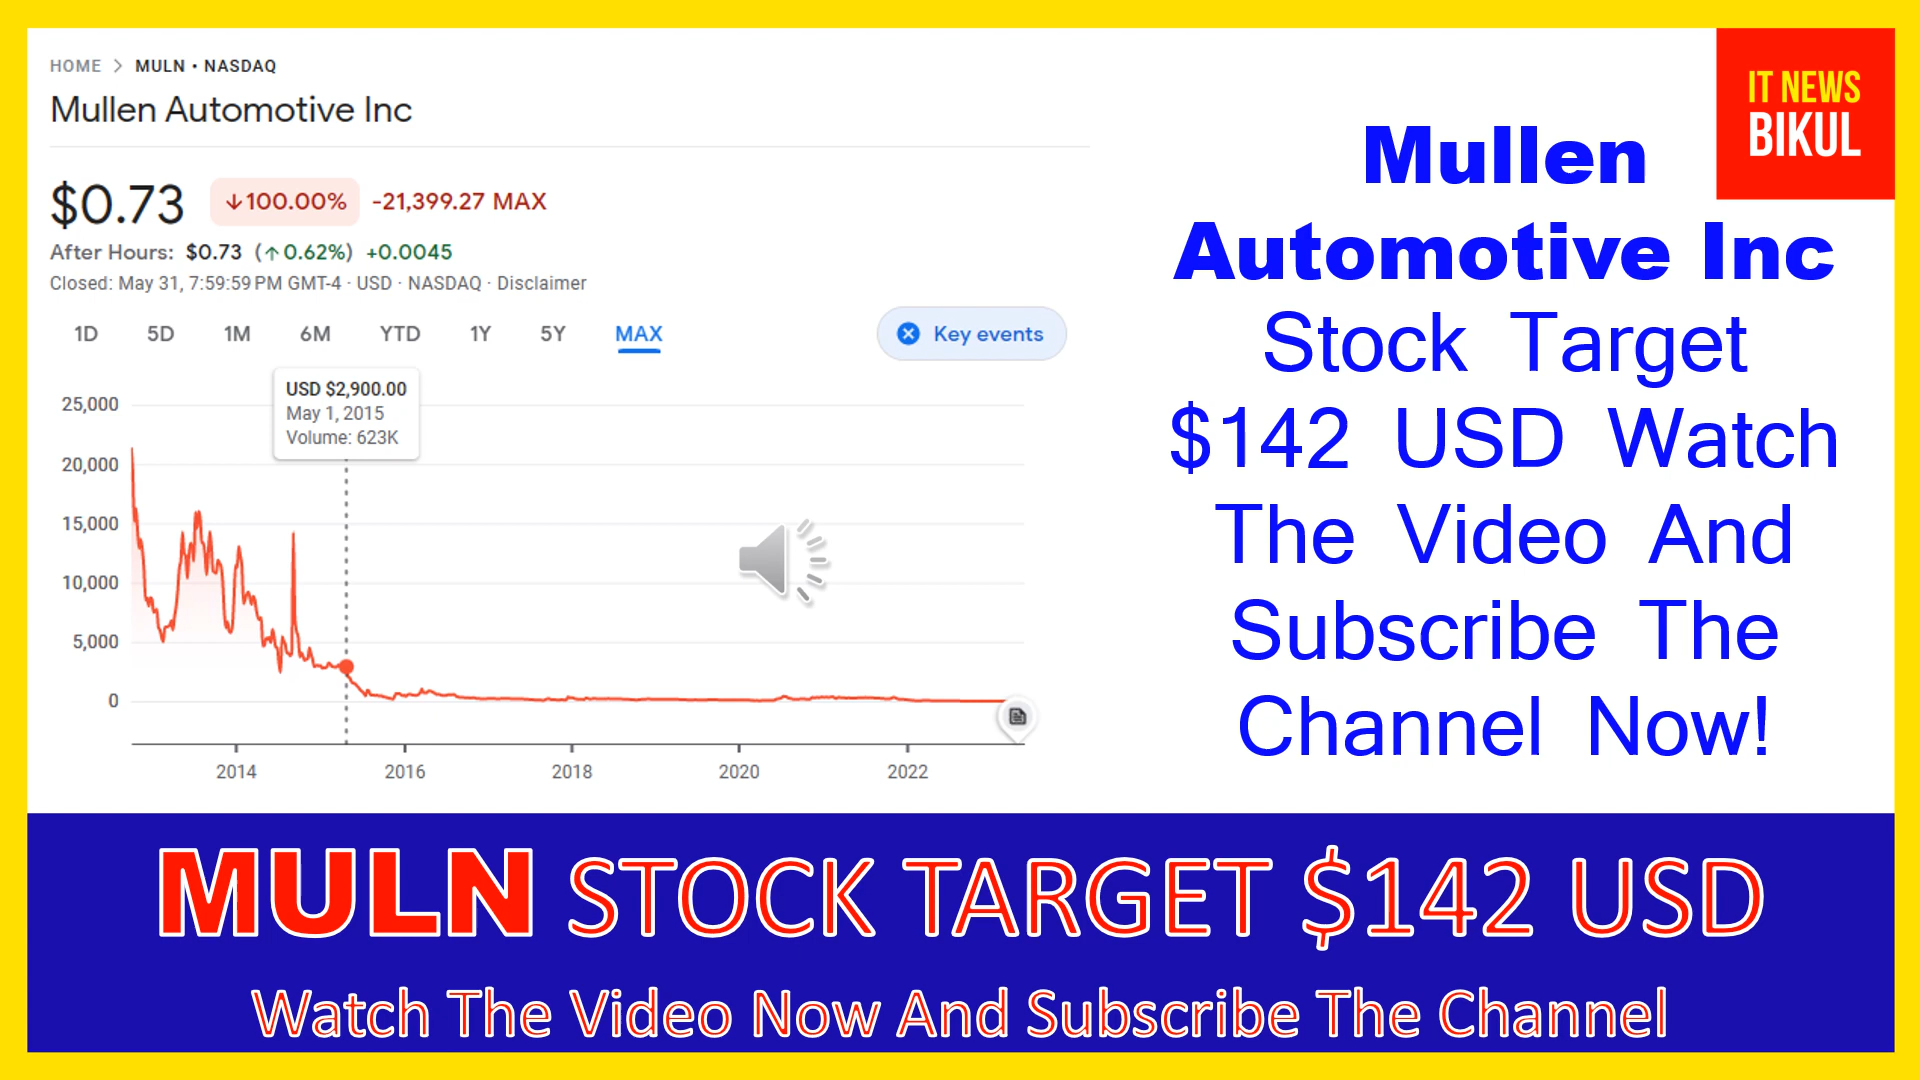 HOME > MULN • NASDAQ
Mullen Automotive Inc
$0.73 ↓100.00% -21,399.27 MAX
After Hours: $0.73 (↑0.62%) +0.0045
Closed: May 31, 7:59:59 PM GMT-4 · USD · NASDAQ · Disclaimer
1D 5D 1M 6M YTD 1Y 5Y MAX
Key events
USD $2,900.00
May 1, 2015
Volume: 623K
25,000
20,000
15,000
10,000
5,000
0
2014 2016 2018 2020 2022
IT NEWS
BIKUL
Mullen
Automotive Inc
Stock Target
$142 USD Watch
The Video And
Subscribe The
Channel Now!
MULN STOCK TARGET $142 USD
Watch The Video Now And Subscribe The Channel